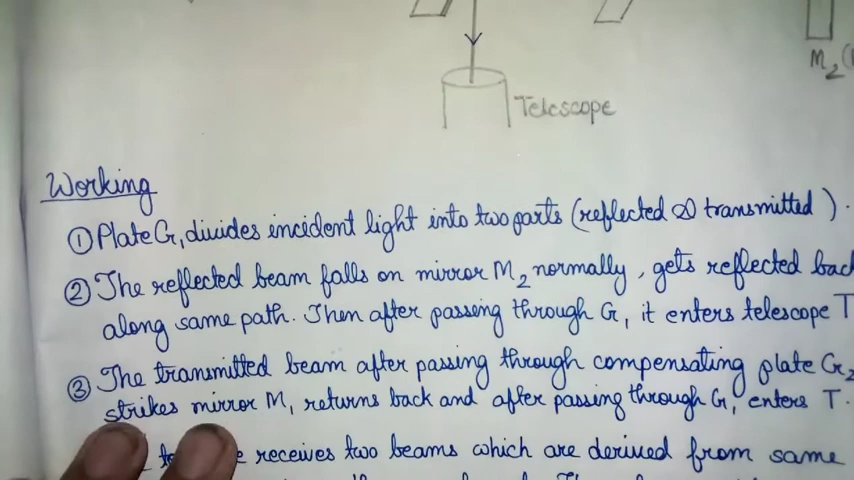 M2 (
Telescope
Working
① Plate G1 divides incident light into two parts (reflected & transmitted).
② The reflected beam falls on mirror M2 normally, gets reflected back
along same path. Then after passing through G1 it enters telescope T
③ The transmitted beam after passing through compensating plate G2
strikes mirror M1 returns back and after passing through G1, enters T.
receives two beams which are derived from same